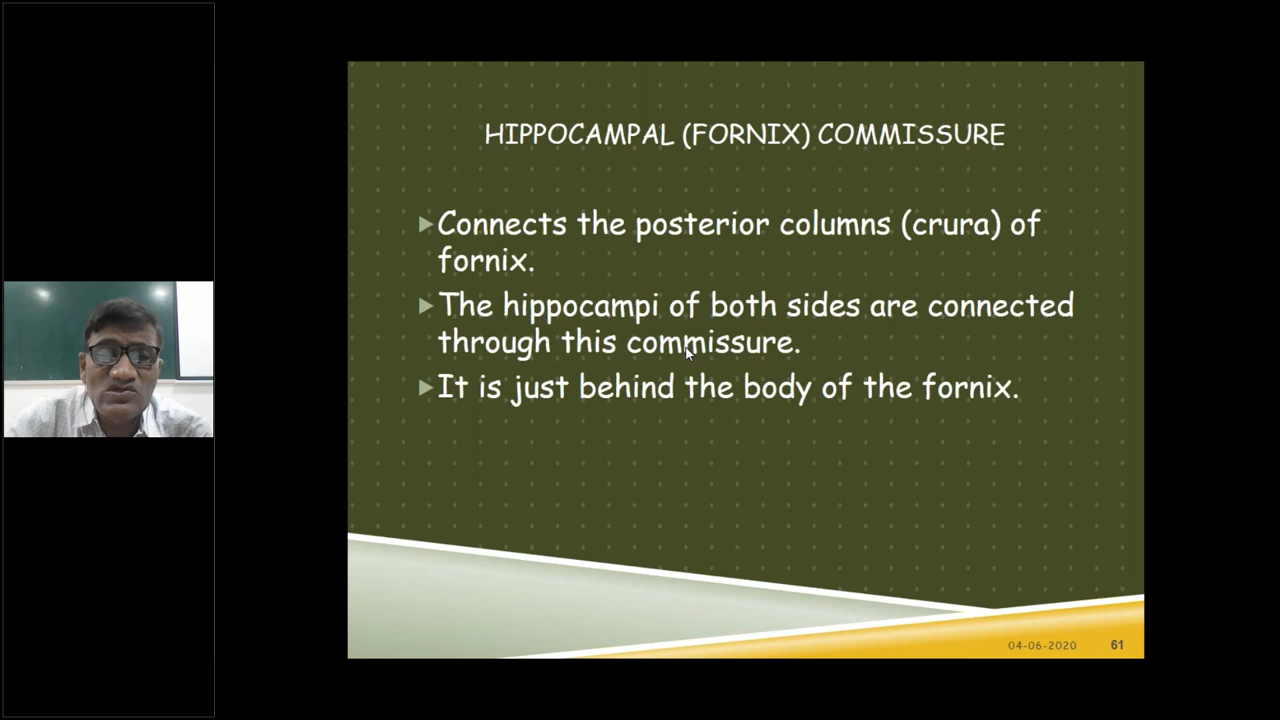 HIPPOCAMPAL (FORNIX) COMMISSURE
Connects the posterior columns (crura) of
fornix.
The hippocampi of both sides are connected
through this commissure.
It is just behind the body of the fornix.
04-06-2020 61